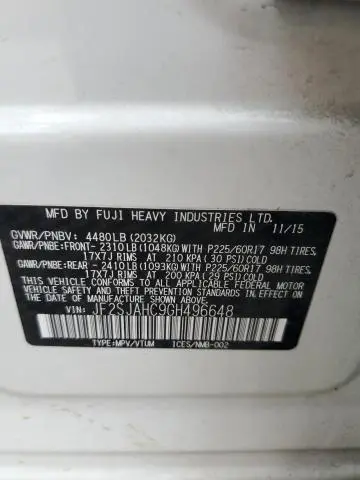 MFD BY FUJI HEAVY INDUSTRIES LTD.
MFD IN 11/15
GVWR/PNBV: 4480LB(2032KG)
GAWR/PNBE:FRONT-2310LB(1048KG)WITH P225/60R17 98H TIRES,
17X7J RIMS AT 210 KPA(30 PSI)COLD
GAWR/PNBE:REAR -2410LB(1093KG)WITH P225/60R17 98H TIRES,
17X7J RIMS AT 200 KPA(29 PSI)COLD
THIS VEHICLE CONFORMS TO ALL APPLICABLE FEDERAL MOTOR
VEHICLE SAFETY, BUMPER, AND THEFT PREVENTION STANDARDS IN
EFFECT ON THE DATE OF MANUFACTURE SHOWN ABOVE.
VIN: JF2SJAHC9GH496648
TYPE:MPV/VTUM ICES/NMB-002